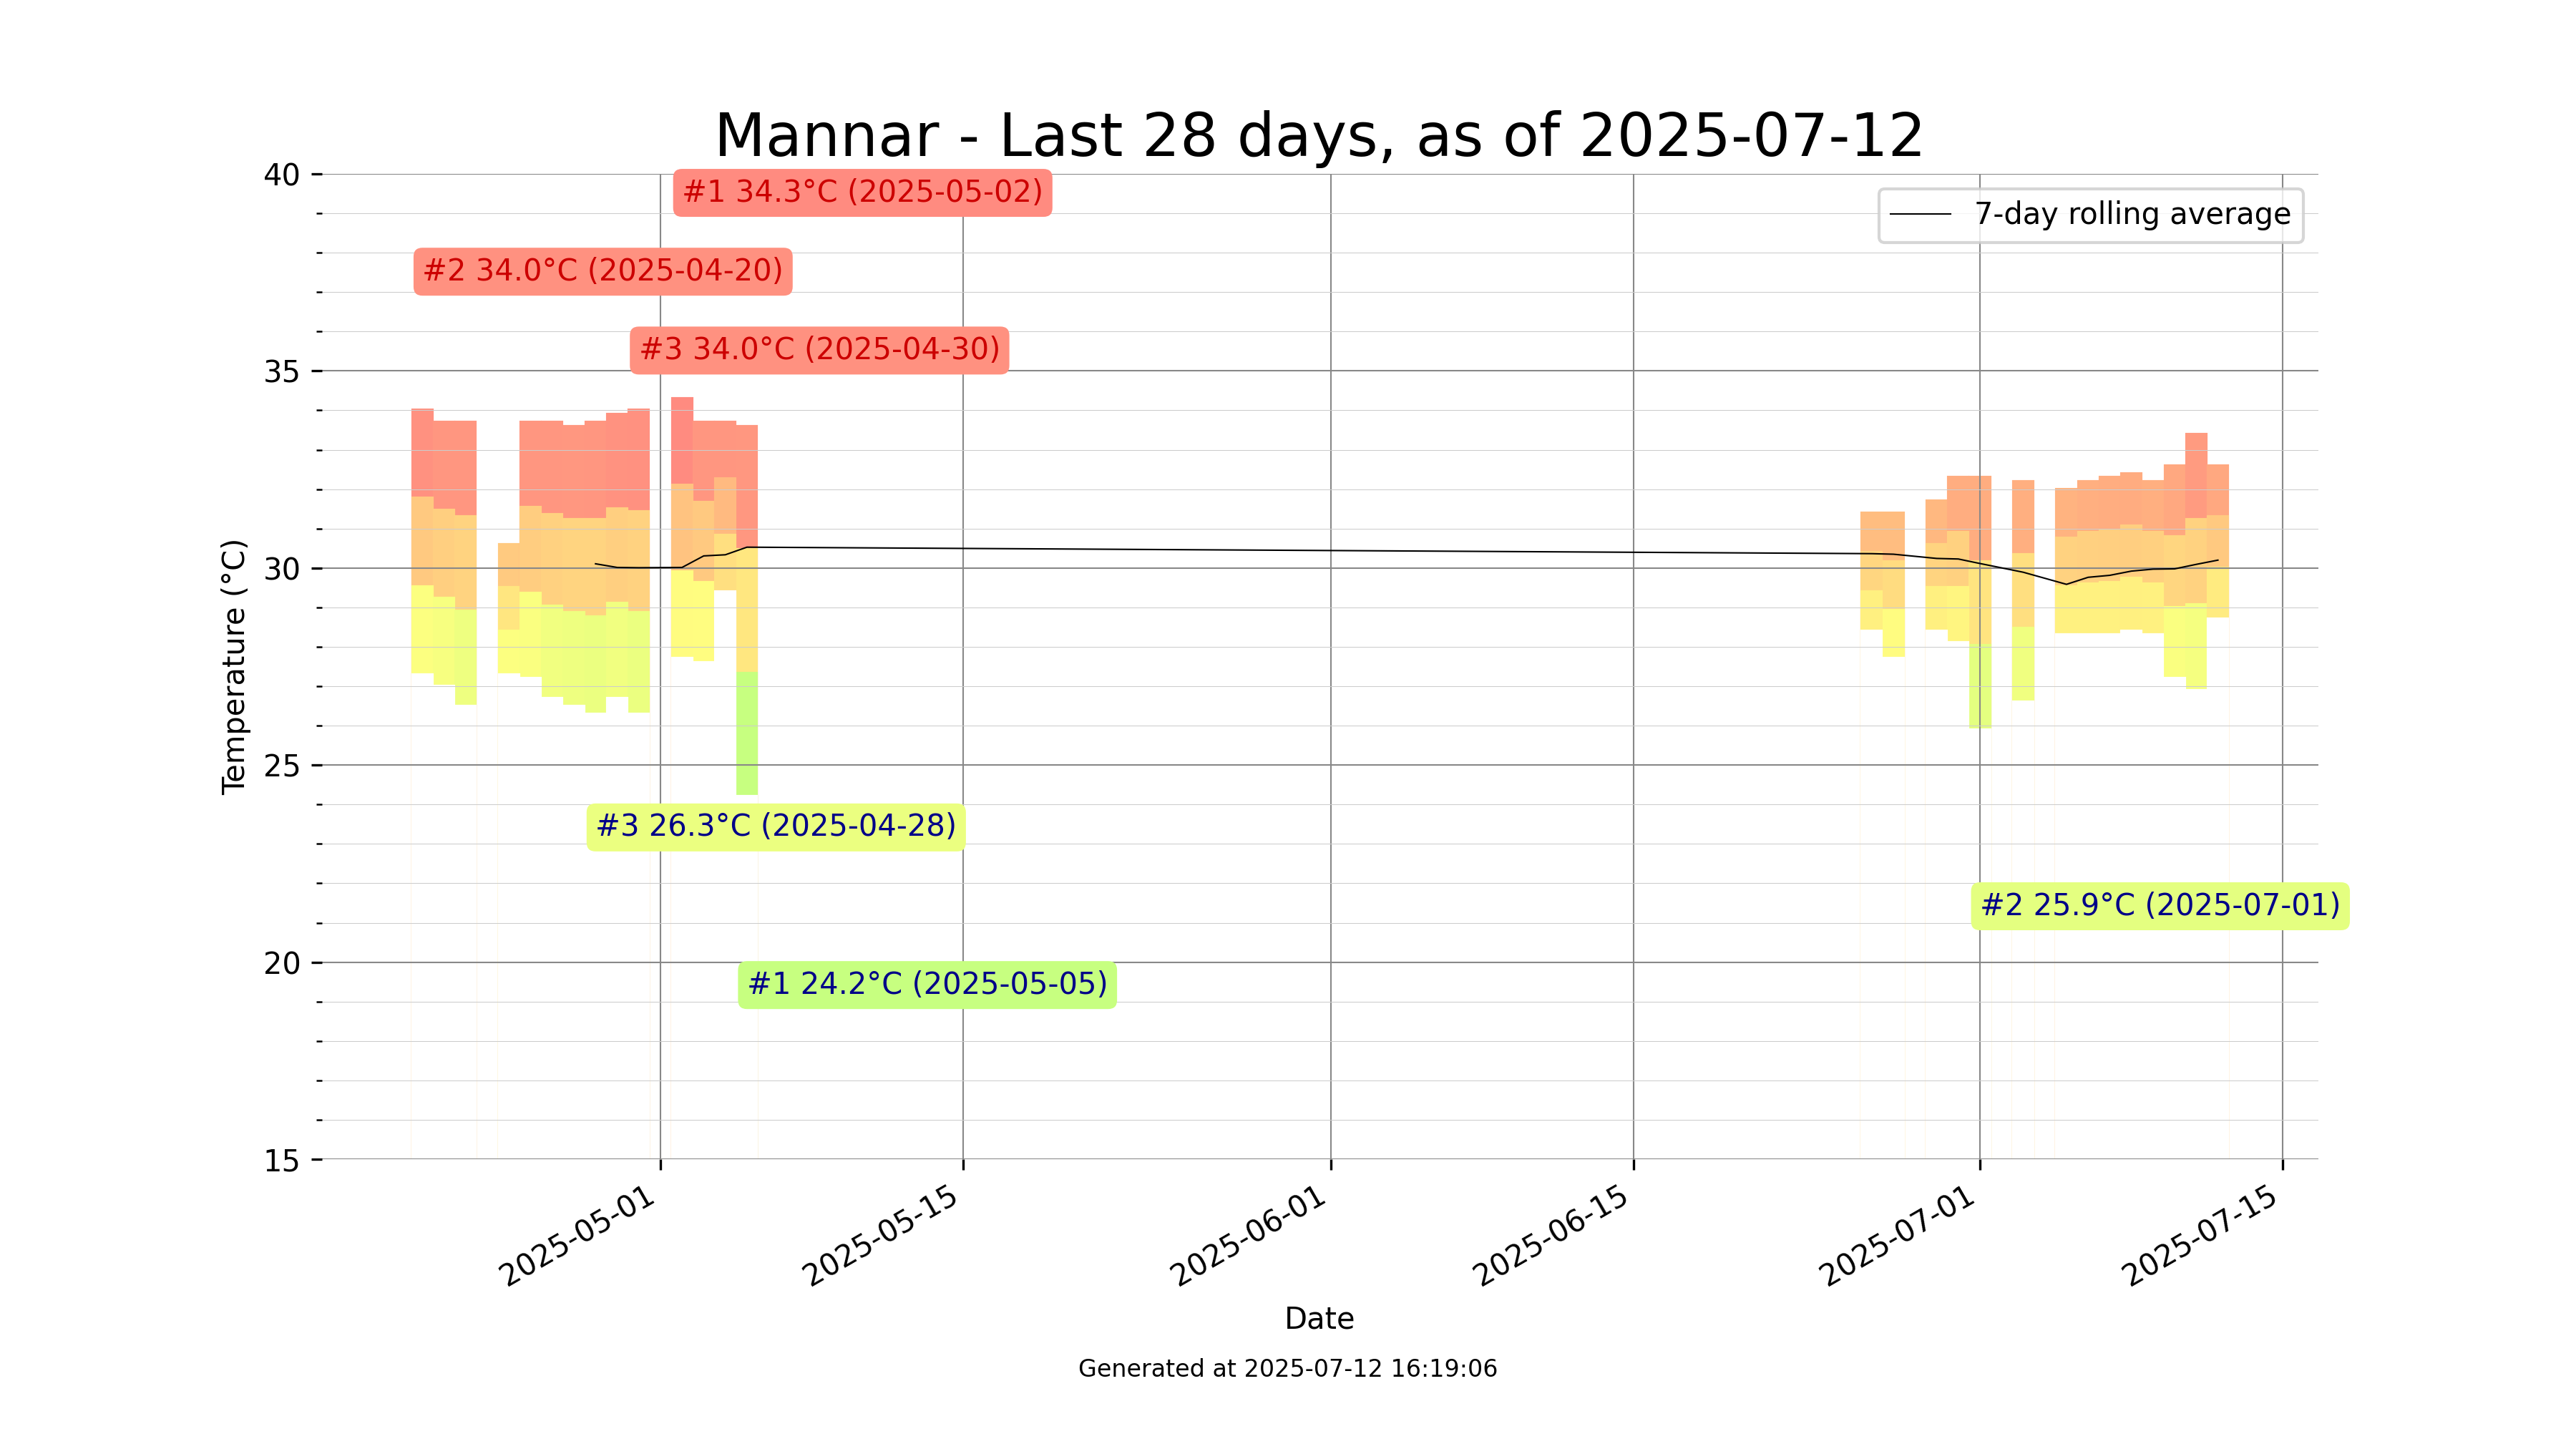 Mannar - Last 28 days, as of 2025-07-12
40
35
30
25
20
15
Temperature (°C)
7-day rolling average
#1 34.3°C (2025-05-02)
#2 34.0°C (2025-04-20)
#3 34.0°C (2025-04-30)
#3 26.3°C (2025-04-28)
#2 25.9°C (2025-07-01)
#1 24.2°C (2025-05-05)
2025-05-01
2025-05-15
2025-06-01
2025-06-15
2025-07-01
2025-07-15
Date
Generated at 2025-07-12 16:19:06